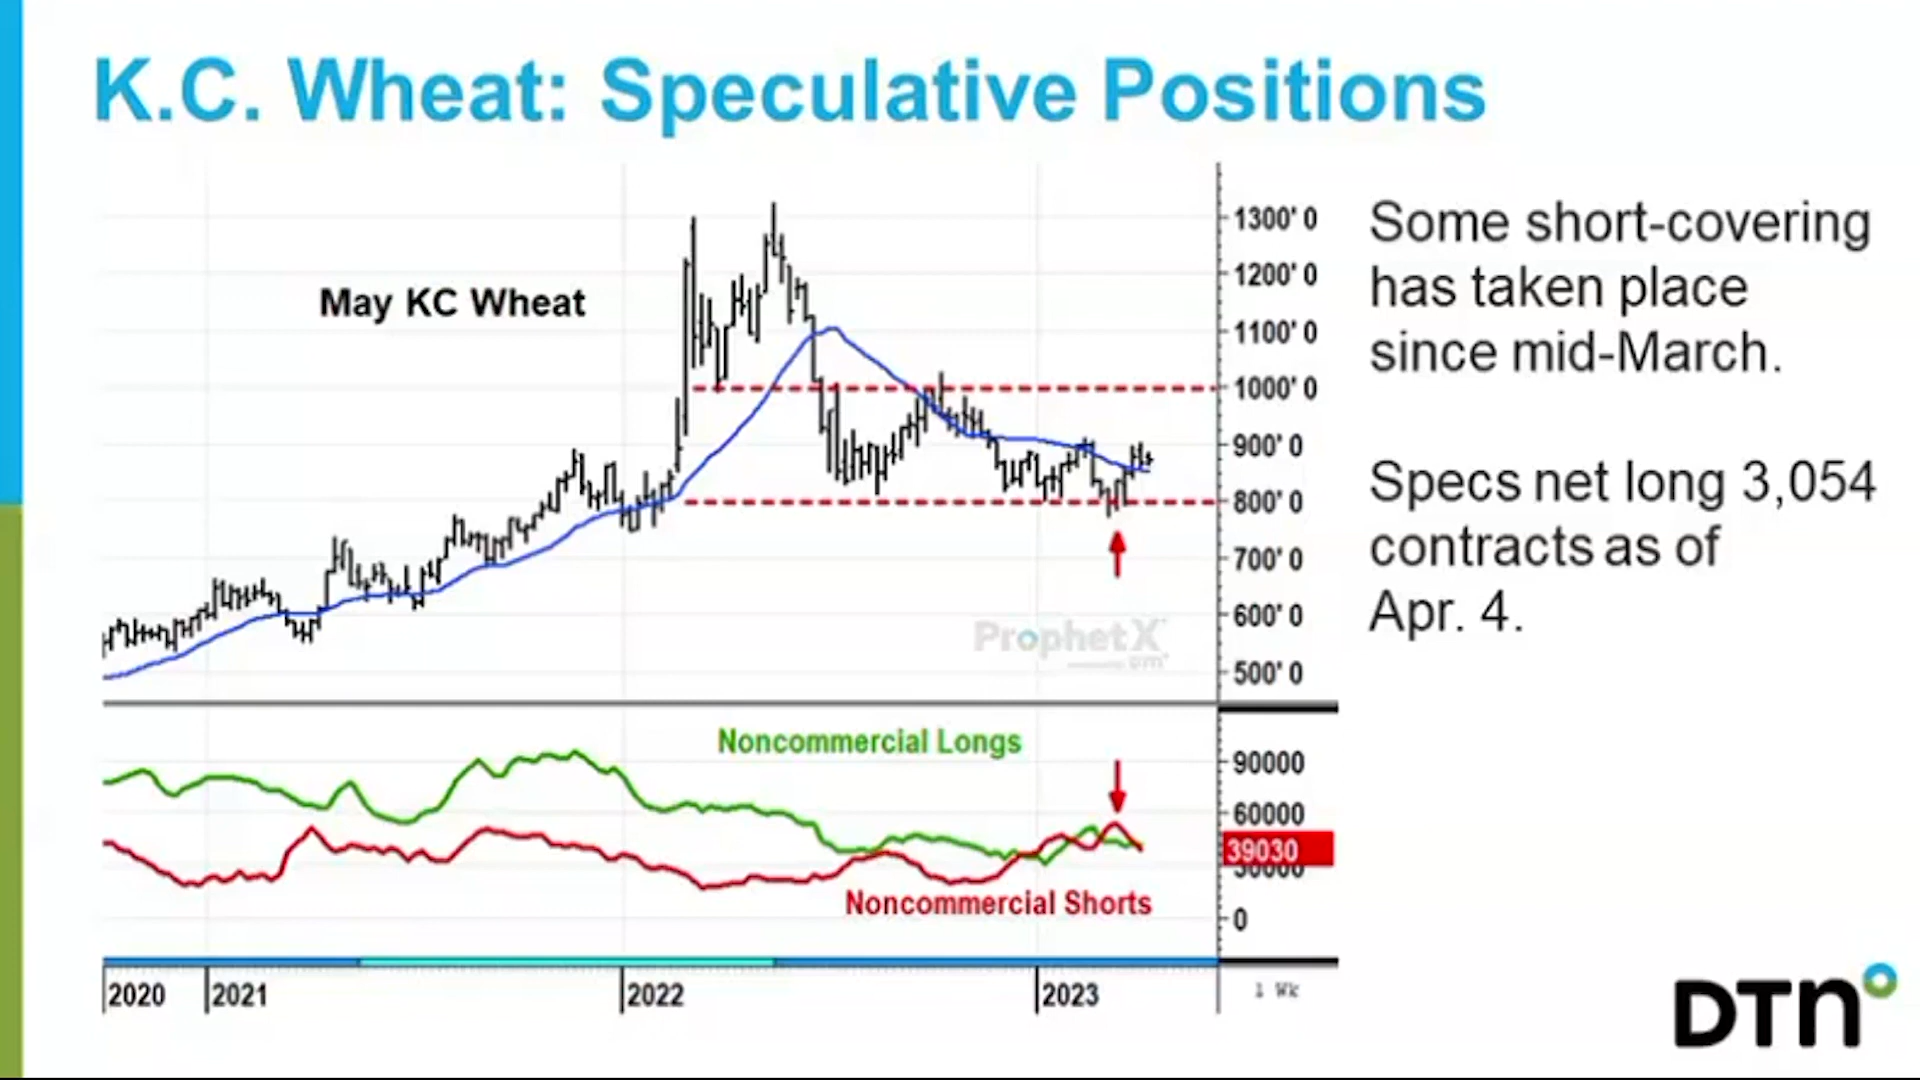 K.C. Wheat: Speculative Positions
May KC Wheat
1300' 0
1200' 0
1100' 0
1000' 0
900' 0
800' 0
700' 0
600' 0
500' 0
ProphetX
Some short-covering
has taken place
since mid-March.
Specs net long 3,054
contracts as of
Apr. 4.
Noncommercial Longs
Noncommercial Shorts
90000
60000
39030
30000
0
2020
2021
2022
2023
1 Wk
DTN